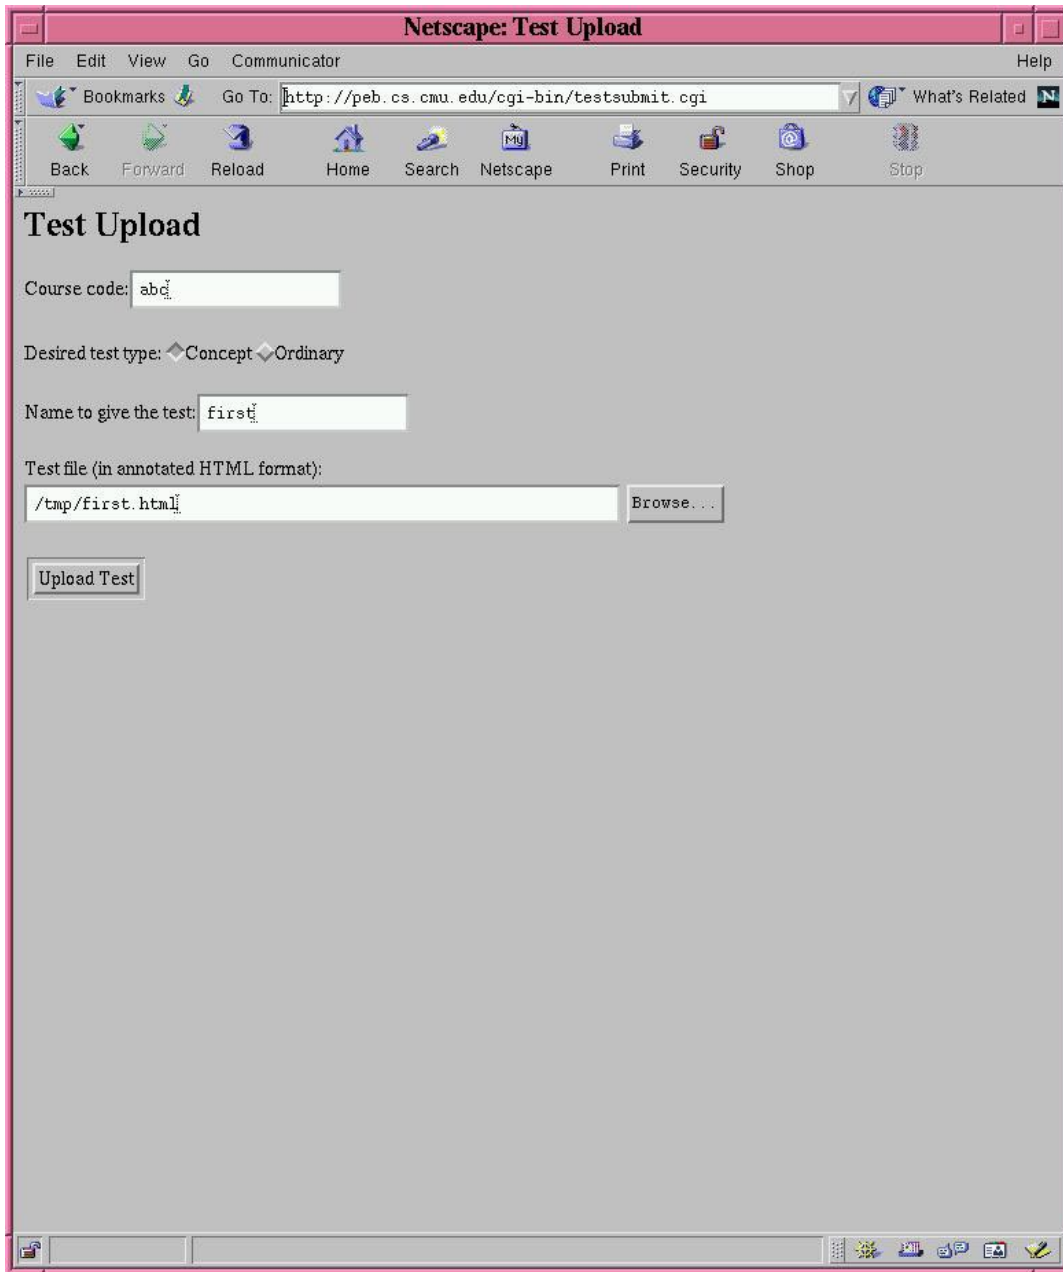 Netscape: Test Upload
File Edit View Go Communicator Help
Bookmarks Go To: http://peb.cs.cmu.edu/cgi-bin/testsubmit.cgi What's Related N
Back Forward Reload Home Search Netscape Print Security Shop Stop
My
Test Upload
Course code: abc
Desired test type: Concept Ordinary
Name to give the test: first
Test file (in annotated HTML format):
/tmp/first.html Browse...
Upload Test